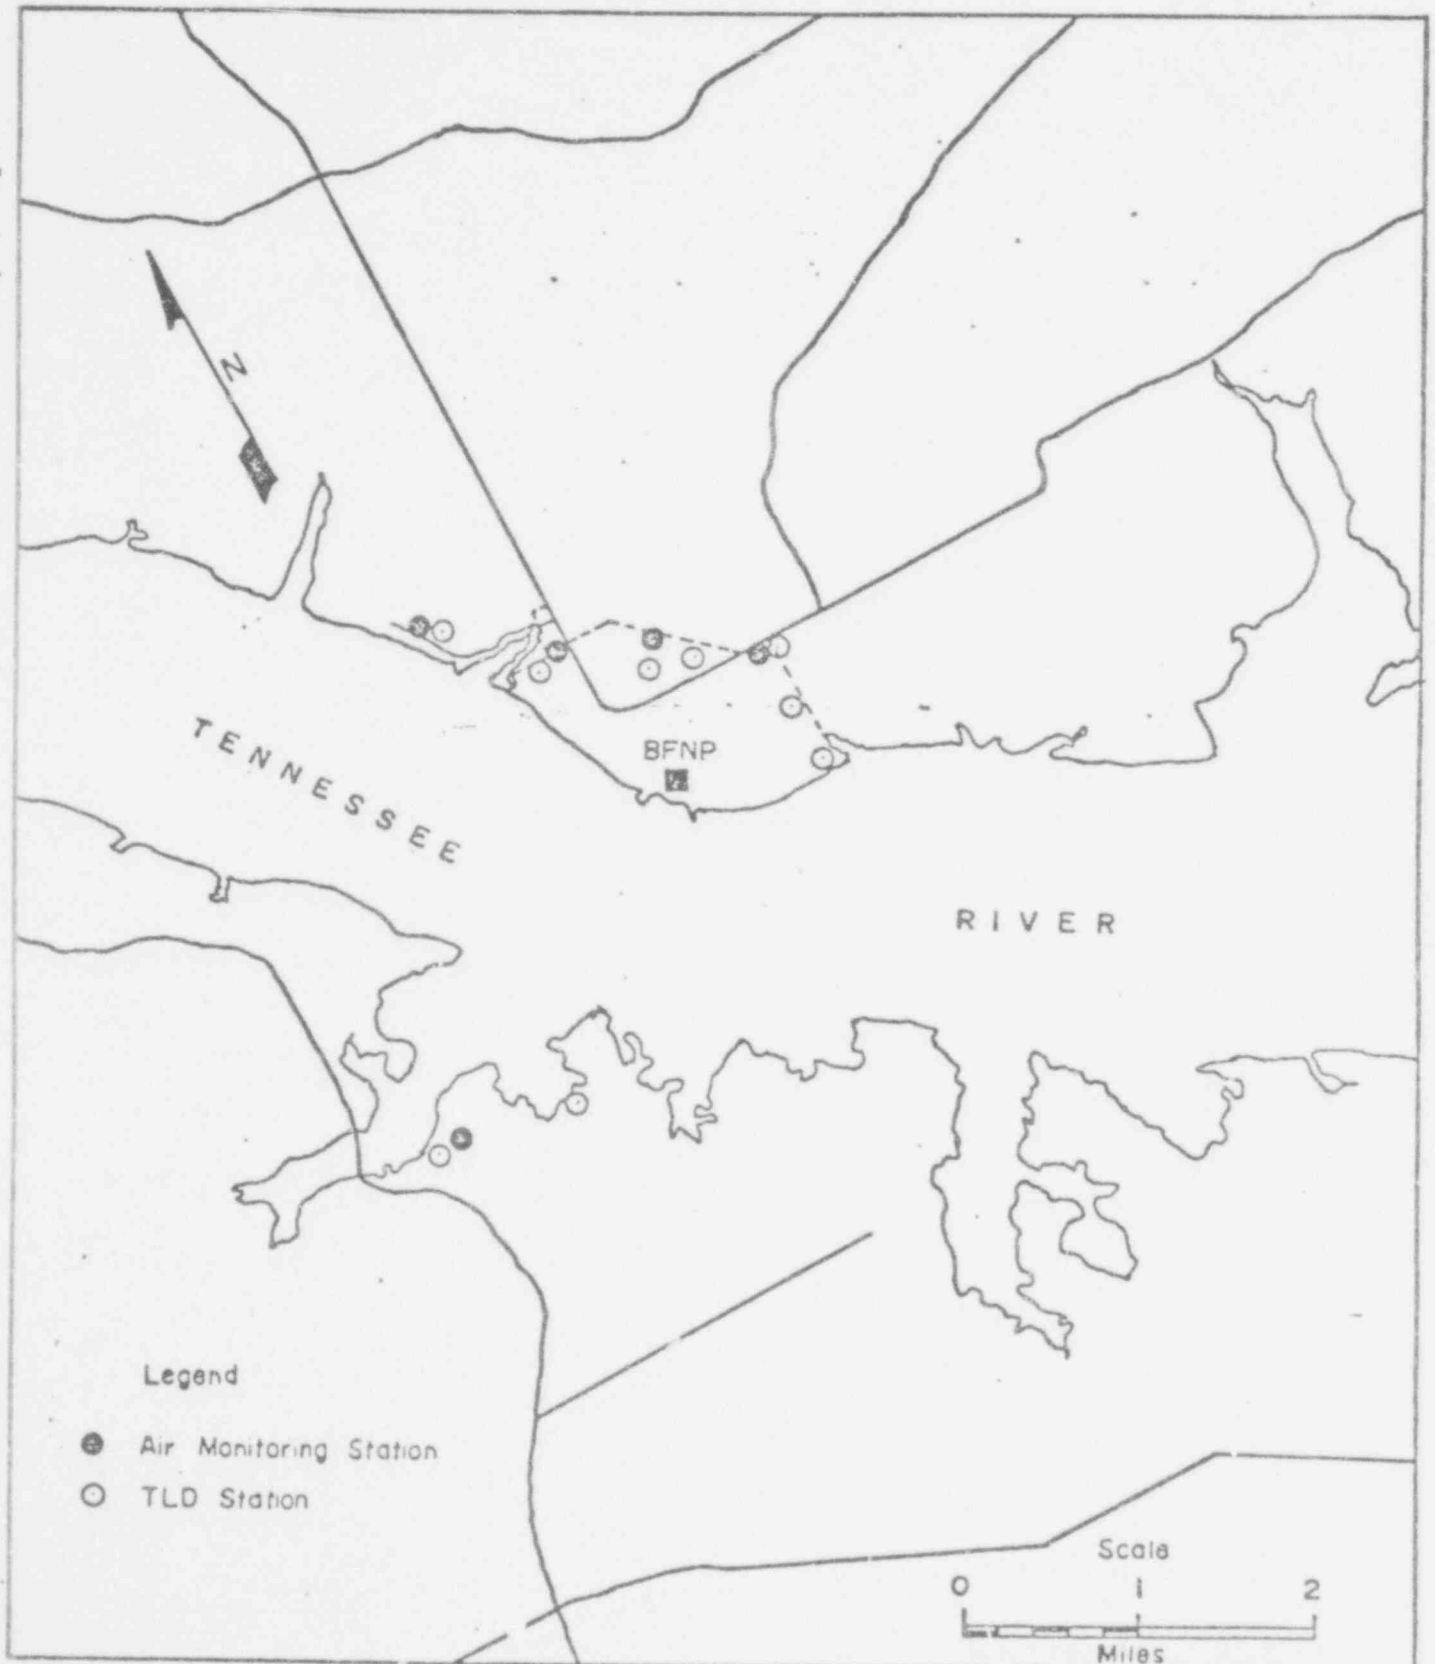 N
BFNP
TENNESSEE
RIVER
Legend
Air Monitoring Station
TLD Station
Scale
0 1 2
Miles